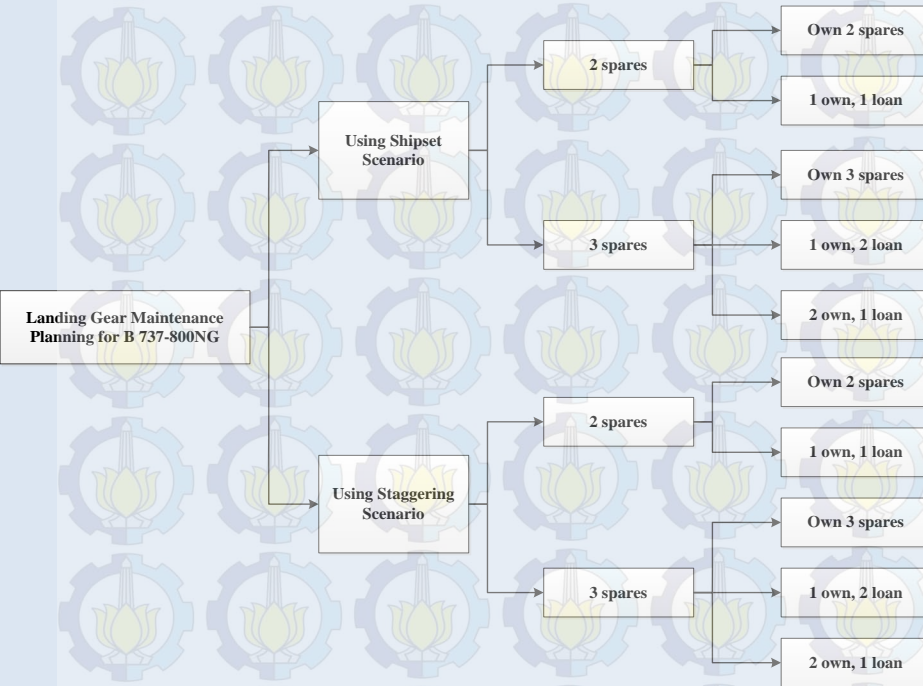 Landing Gear Maintenance
Planning for B 737-800NG
Using Shipset
Scenario
2 spares
Own 2 spares
1 own, 1 loan
3 spares
Own 3 spares
1 own, 2 loan
2 own, 1 loan
Using Staggering
Scenario
2 spares
Own 2 spares
1 own, 1 loan
3 spares
Own 3 spares
1 own, 2 loan
2 own, 1 loan